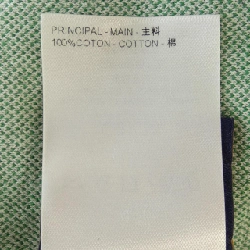 PRINCIPAL - MAIN - 主料
100%COTON - COTTON - 棉